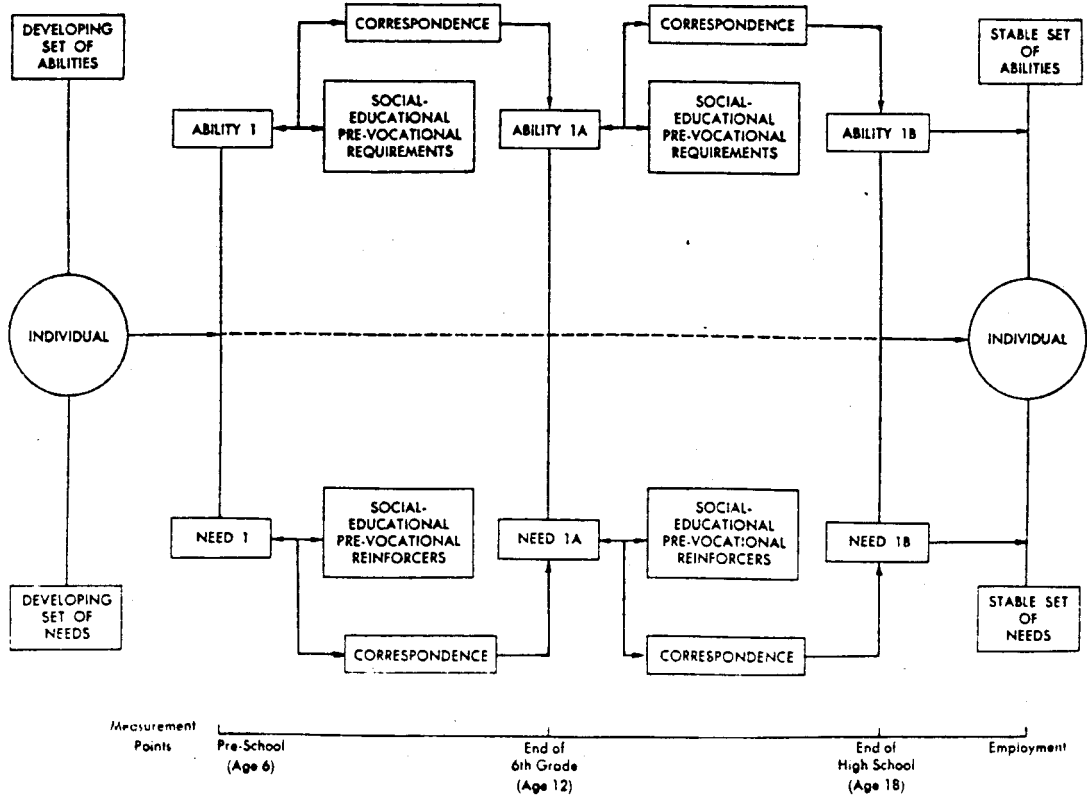 DEVELOPING
SET OF
ABILITIES
CORRESPONDENCE
CORRESPONDENCE
STABLE SET
OF
ABILITIES
ABILITY 1
SOCIAL-
EDUCATIONAL
PRE-VOCATIONAL
REQUIREMENTS
ABILITY 1A
SOCIAL-
EDUCATIONAL
PRE-VOCATIONAL
REQUIREMENTS
ABILITY 1B
INDIVIDUAL
INDIVIDUAL
NEED 1
SOCIAL-
EDUCATIONAL
PRE-VOCATIONAL
REINFORCERS
NEED 1A
SOCIAL-
EDUCATIONAL
PRE-VOCATIONAL
REINFORCERS
NEED 1B
DEVELOPING
SET OF
NEEDS
CORRESPONDENCE
CORRESPONDENCE
STABLE SET
OF
NEEDS
Measurement
Points
Pre-School
(Age 6)
End of
6th Grade
(Age 12)
End of
High School
(Age 18)
Employment